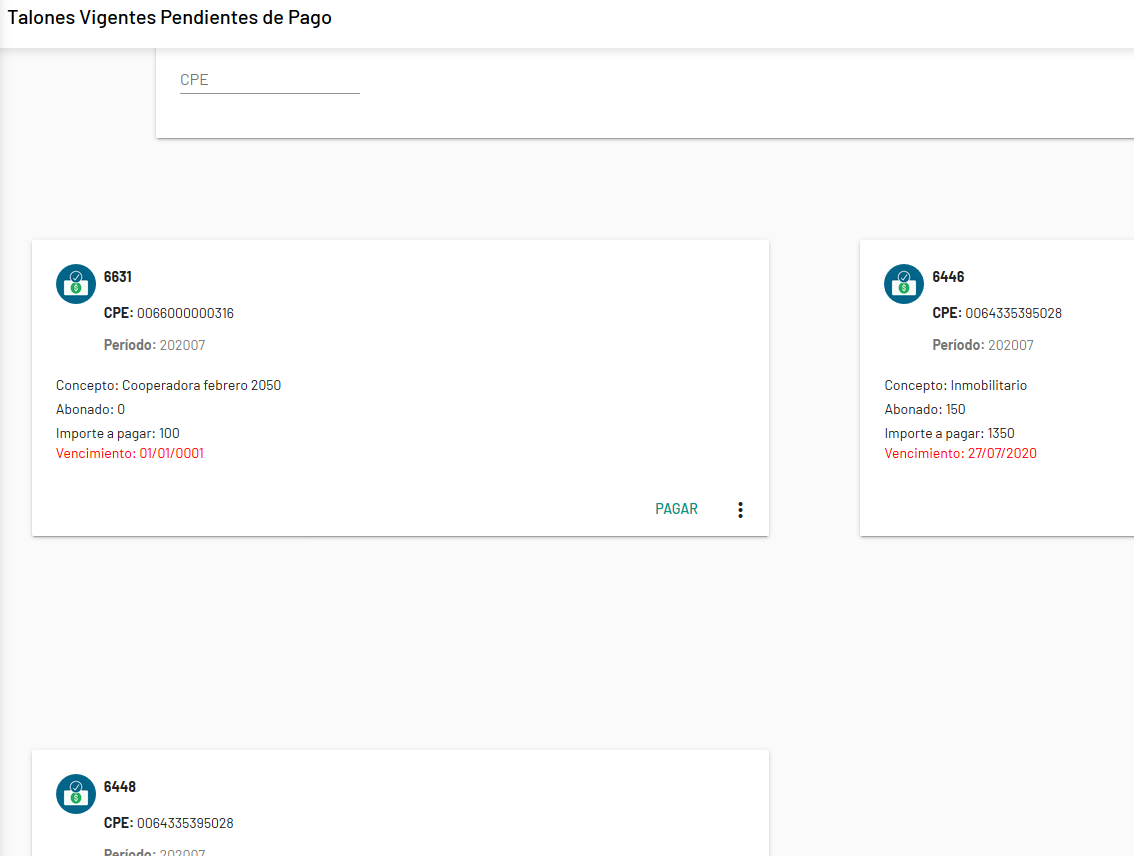 Talones Vigentes Pendientes de Pago
CPE
6631
CPE: 0066000000316
Período: 202007
Concepto: Cooperadora febrero 2050
Abonado: 0
Importe a pagar: 100
Vencimiento: 01/01/0001
PAGAR
6446
CPE: 0064335395028
Período: 202007
Concepto: Inmobilitario
Abonado: 150
Importe a pagar: 1350
Vencimiento: 27/07/2020
6448
CPE: 0064335395028
Período: 202007